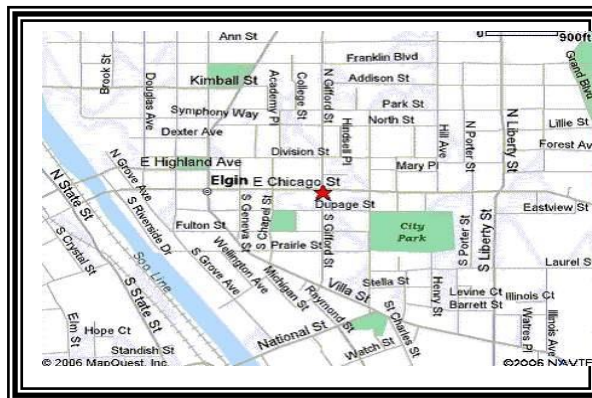 Ann St
0 900ft
Franklin Blvd
Grand Blvd
Brook St
Douglas Ave
Kimball St
Academy Pl
College St
N Gifford St
Addison St
Symphony Way
Park St
Dexter Ave
North St
Hindsell Pl
Hill Ave
N Porter St
N Liberty St
Lillie St
Division St
Forest Ave
E Highland Ave
Mary Pl
N Grove Ave
Elgin
E Chicago St
N State St
S Riverside Dr
S Geneva St
S Chapel St
Dupage St
Eastview St
Fulton St
S Gifford St
City
Park
S Porter St
S Liberty St
S Crystal St
Soo Line
S Grove Ave
Wellington Ave
Prairie St
Laurel S
S State St
Michigan St
Villa St
Stella St
Henry St
Levine Ct
Illinois Ct
Raymond St
St Charles St
Barrett St
Elm St
Hope Ct
National St
Watres Pl
Illinois Ave
Standish St
Watch St
© 2006 MapQuest, Inc.
©2006 NAVTE